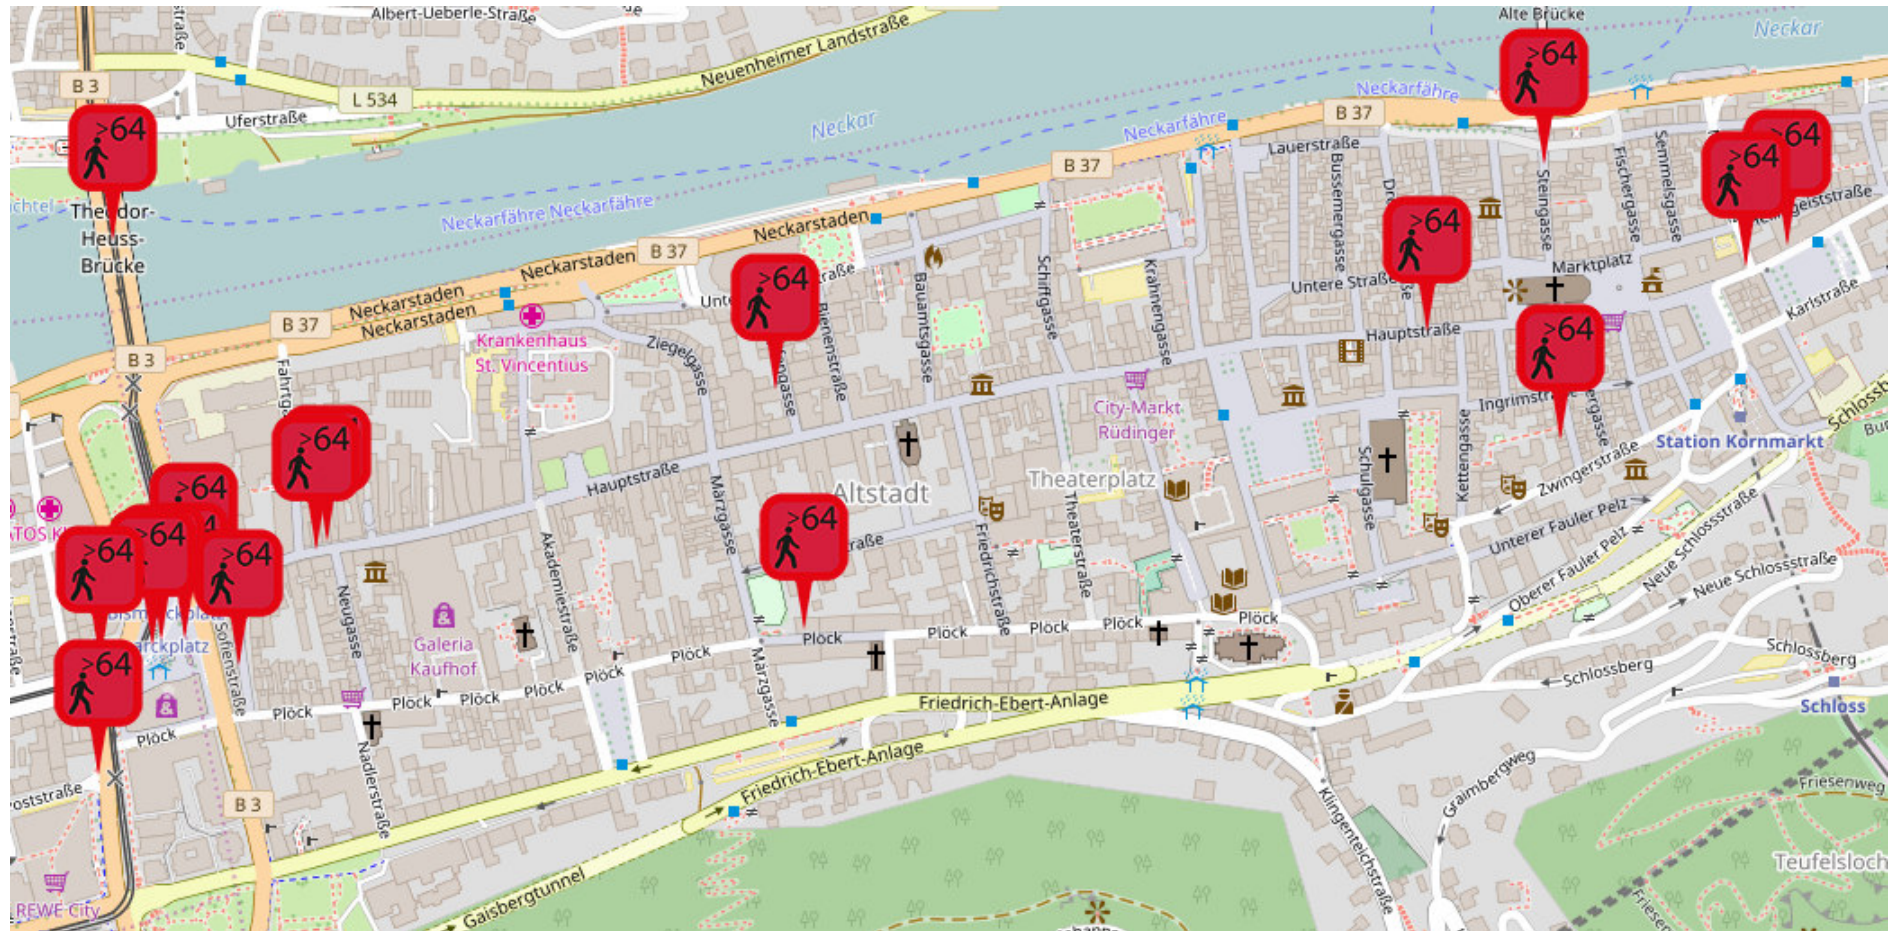 Albert-Ueberle-Straße
Alte Brücke
Neckar
Neuenheimer Landstraße
B 3
L 534
Uferstraße
Neckar
Neckarfähre
Neckarfähre
B 37
>64
>64
>64
>64
Lauerstraße
B 37
Theodor-
Heuss-
Brücke
Neckarfähre Neckarfähre
Bussemergasse
Steingasse
Fischergasse
Semmelsgasse
>64
Neckarstaden
B 37
Neckarstaden
Neckarstaden
Neckarstaden
B 37
B 3
>64
Bienenstraße
Bauamtsgasse
Schiffgasse
Krahnengasse
Untere Straße
Marktplatz
Karlstraße
Hauptstraße
>64
Krankenhaus
St. Vincentius
Ziegelgasse
City-Markt
Rüdinger
Ingrimstraße
Station Kornmarkt
Zwingerstraße
Kettengasse
Schulgasse
Theaterplatz
Altstadt
Hauptstraße
Märzgasse
>64
>64
>64
>64
>64
>64
Unterer Fauler Pelz
Oberer Fauler Pelz
Neue Schlossstraße
Neue Schlossstraße
Akademiestraße
Friedrichstraße
Theaterstraße
Neugasse
Sofienstraße
Galeria
Kaufhof
Plöck
Plöck
Plöck
Plöck
Plöck
Plöck
Plöck
Plöck
Plöck
Plöck
Plöck
Plöck
Märzgasse
Schlossberg
Schlossberg
Schloss
>64
Friedrich-Ebert-Anlage
Friedrich-Ebert-Anlage
Friedrich-Ebert-Anlage
Nadlerstraße
B 3
Graimbergweg
Klingenteichstraße
Friesenweg
Teufelsloch
Gaisbergtunnel
REWE City